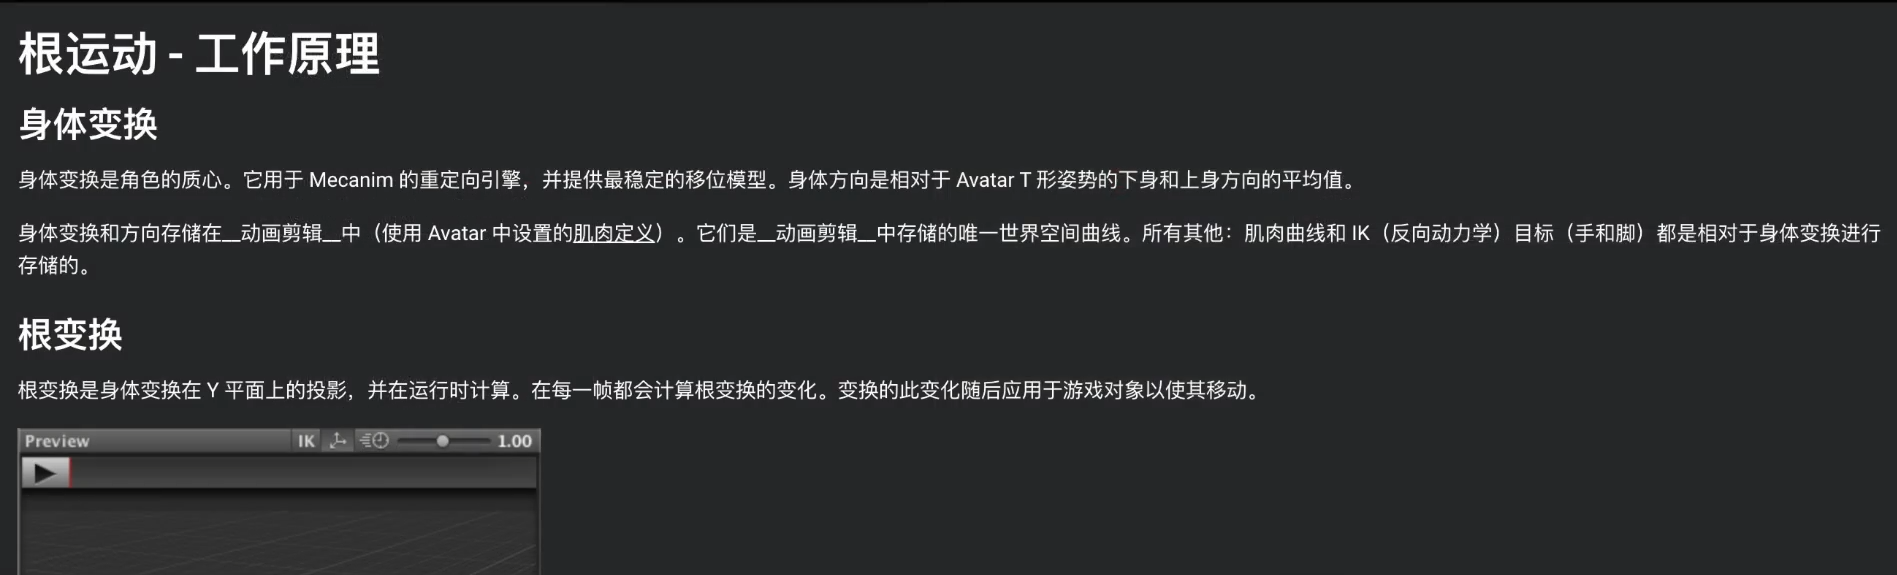 根运动 - 工作原理
身体变换
身体变换是角色的质心。它用于 Mecanim 的重定向引擎，并提供最稳定的移位模型。身体方向是相对于 Avatar T 形姿势的下身和上身方向的平均值。
身体变换和方向存储在__动画剪辑__中（使用 Avatar 中设置的肌肉定义）。它们是__动画剪辑__中存储的唯一世界空间曲线。所有其他：肌肉曲线和 IK（反向动力学）目标（手和脚）都是相对于身体变换进行
存储的。
根变换
根变换是身体变换在 Y 平面上的投影，并在运行时计算。在每一帧都会计算根变换的变化。变换的此变化随后应用于游戏对象以使其移动。
Preview IK 1.00